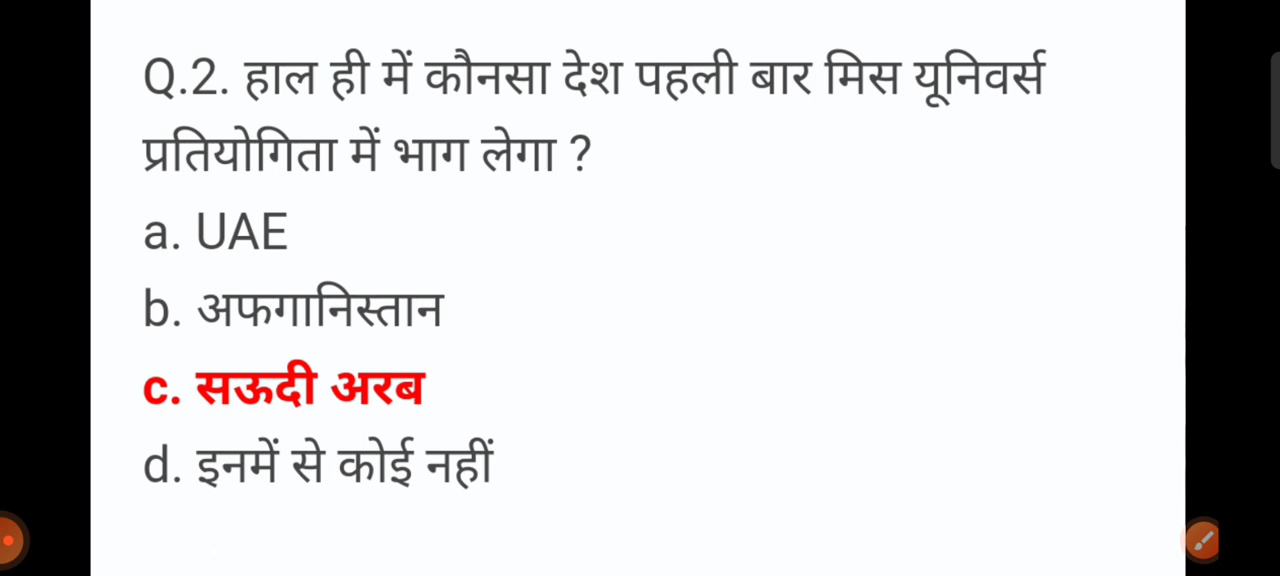 Q.2. हाल ही में कौनसा देश पहली बार मिस यूनिवर्स
प्रतियोगिता में भाग लेगा ?
a. UAE
b. अफगानिस्तान
c. सऊदी अरब
d. इनमें से कोई नहीं